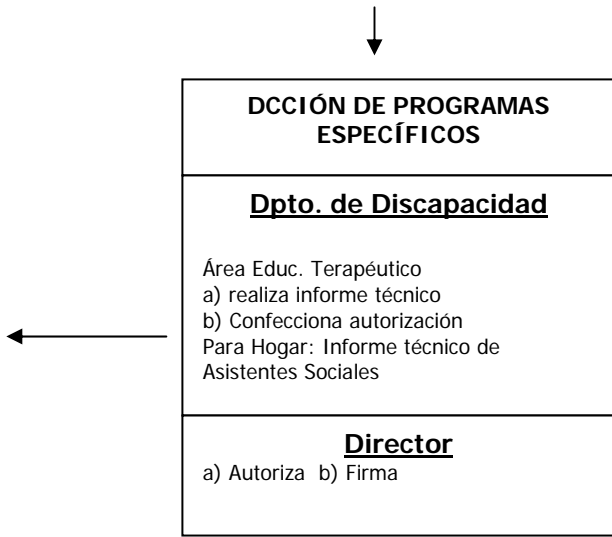 DCCIÓN DE PROGRAMAS
ESPECÍFICOS
Dpto. de Discapacidad
Área Educ. Terapéutico
a) realiza informe técnico
b) Confecciona autorización
Para Hogar: Informe técnico de
Asistentes Sociales
Director
a) Autoriza b) Firma